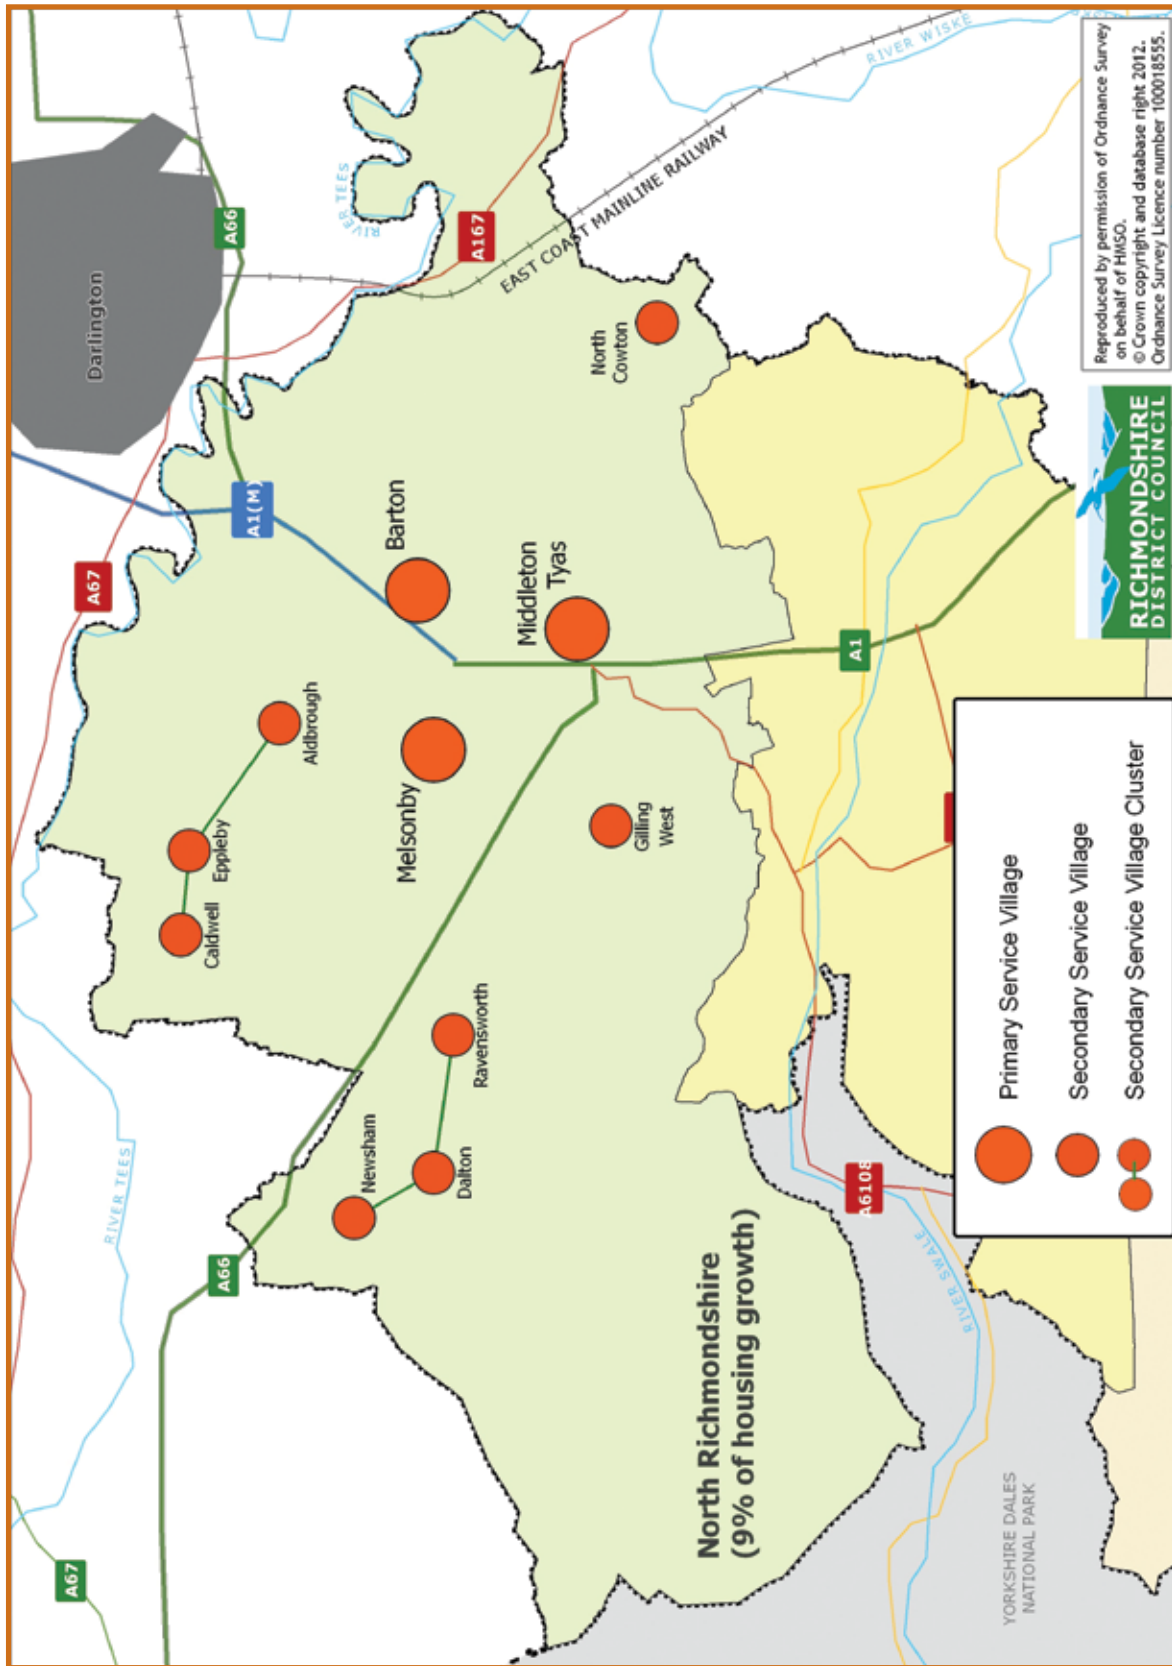 A67
A66
RIVER TEES
A67
A1(M)
A66
Darlington
RIVER TEES
A167
EAST COAST MAINLINE RAILWAY
RIVER WISKE
Caldwell
Eppleby
Aldbrough
Newsham
Dalton
Ravensworth
Melsonby
Barton
Middleton
Tyas
Gilling
West
North
Cowton
North Richmondshire
(9% of housing growth)
A6108
RIVER SWALE
A1
YORKSHIRE DALES
NATIONAL PARK
Primary Service Village
Secondary Service Village
Secondary Service Village Cluster
RICHMONDSHIRE
DISTRICT COUNCIL
Reproduced by permission of Ordnance Survey
on behalf of HMSO.
© Crown copyright and database right 2012.
Ordnance Survey Licence number 100018555.